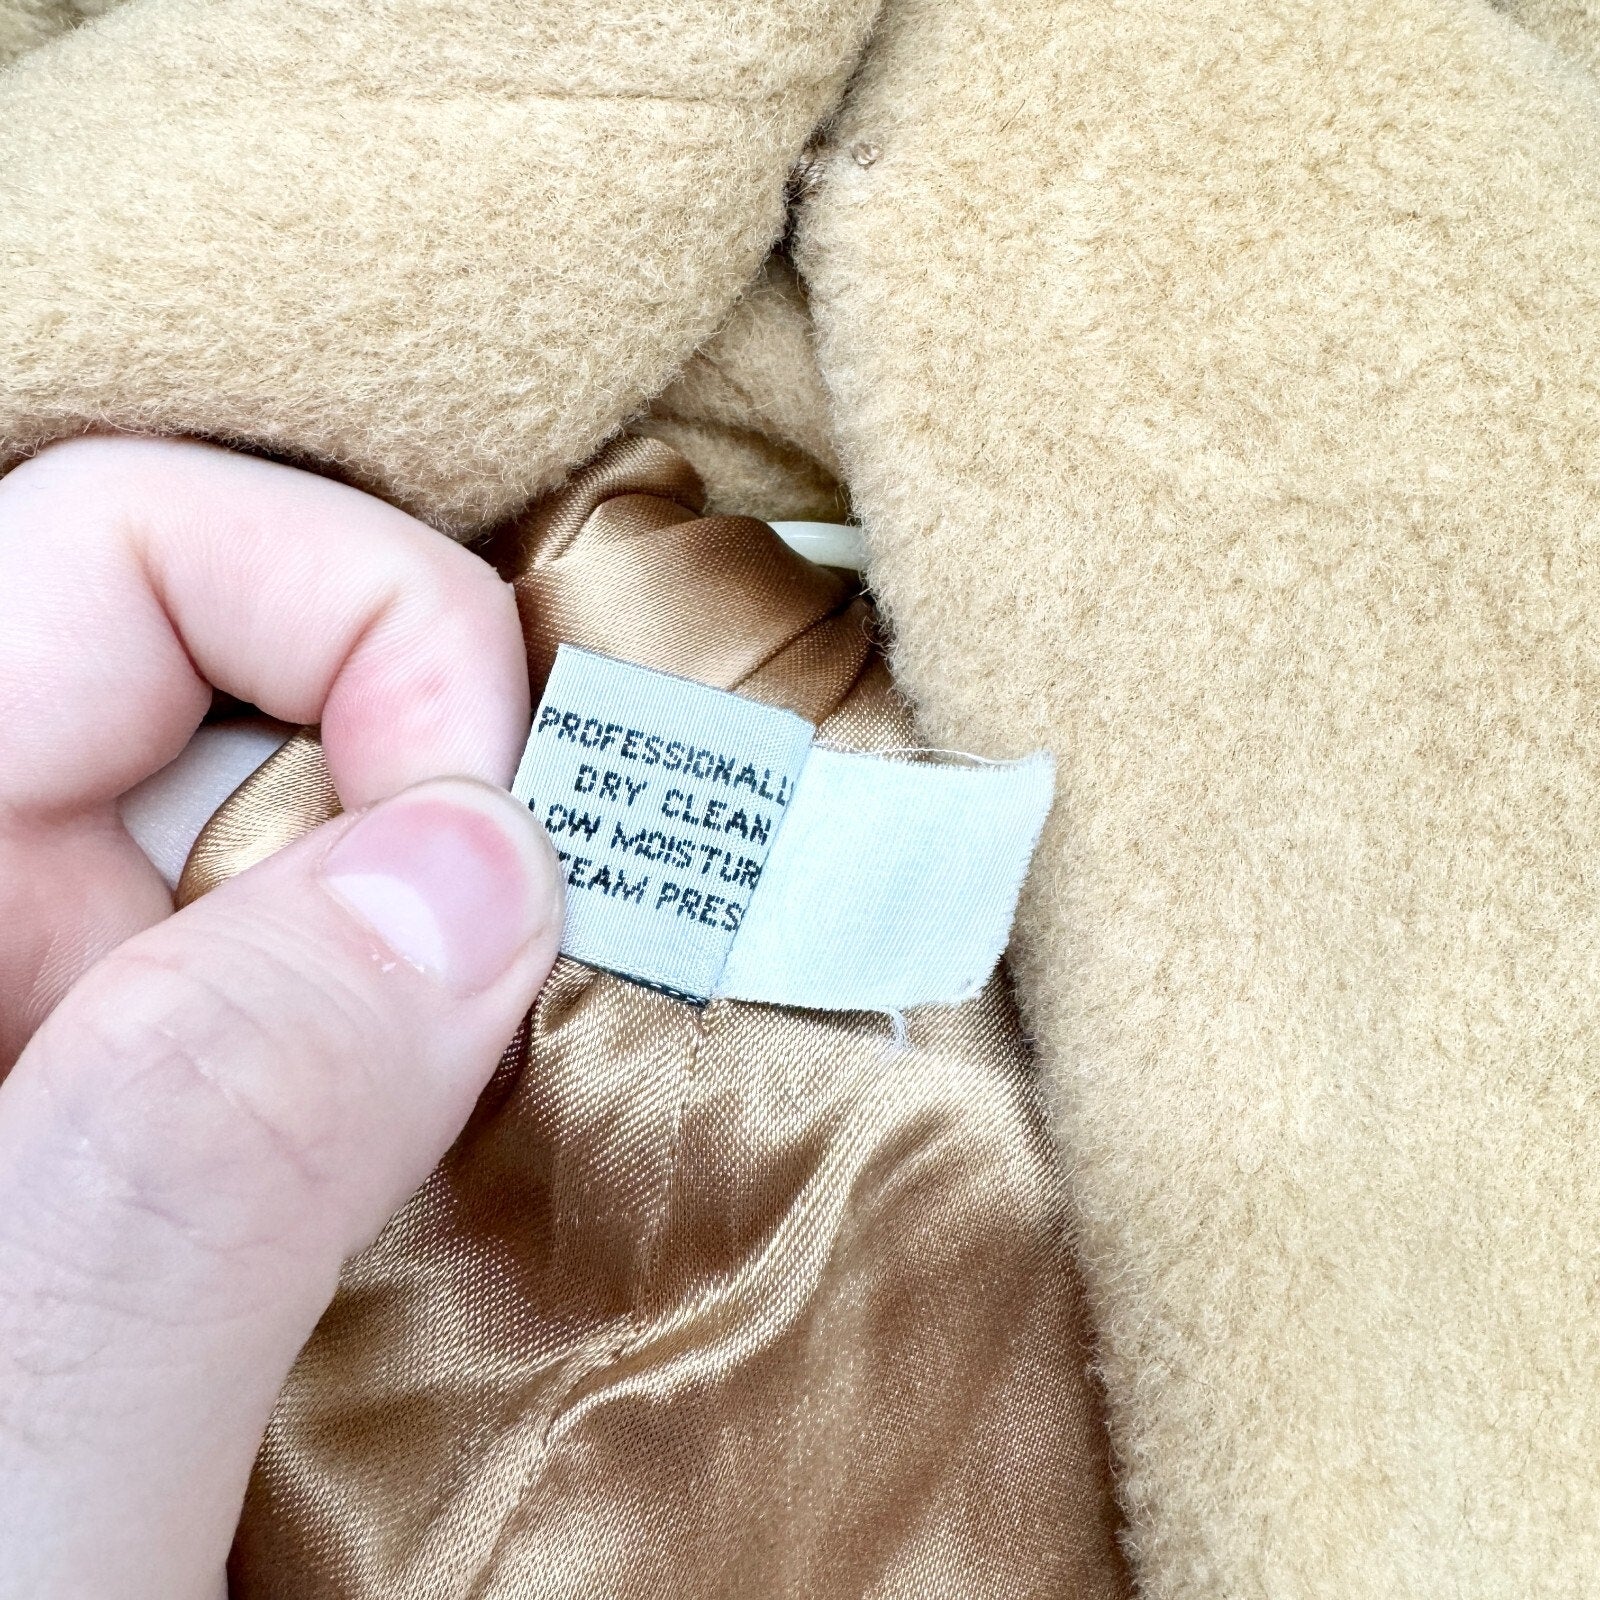 PROFESSIONALL
DRY CLEAN
LOW MOISTUR
TEAM PRES